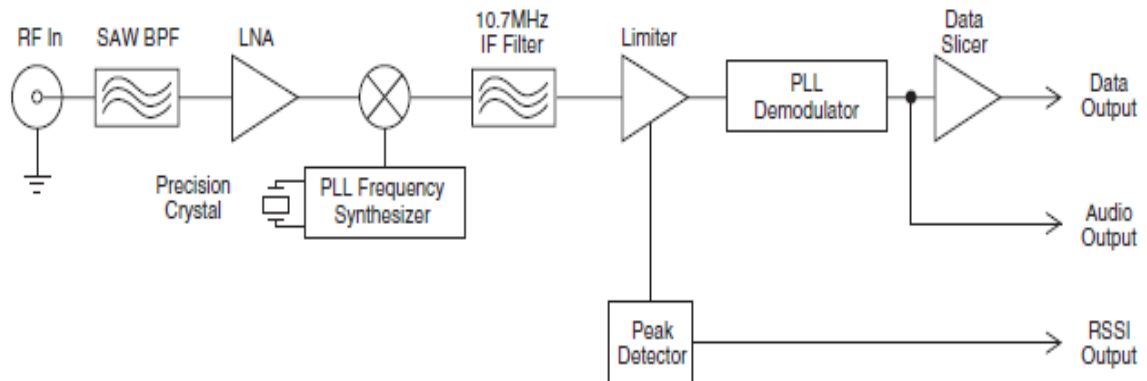 RF In
SAW BPF
LNA
10.7MHz
IF Filter
Limiter
Data
Slicer
PLL
Demodulator
Data
Output
Precision
Crystal
PLL Frequency
Synthesizer
Audio
Output
Peak
Detector
RSSI
Output